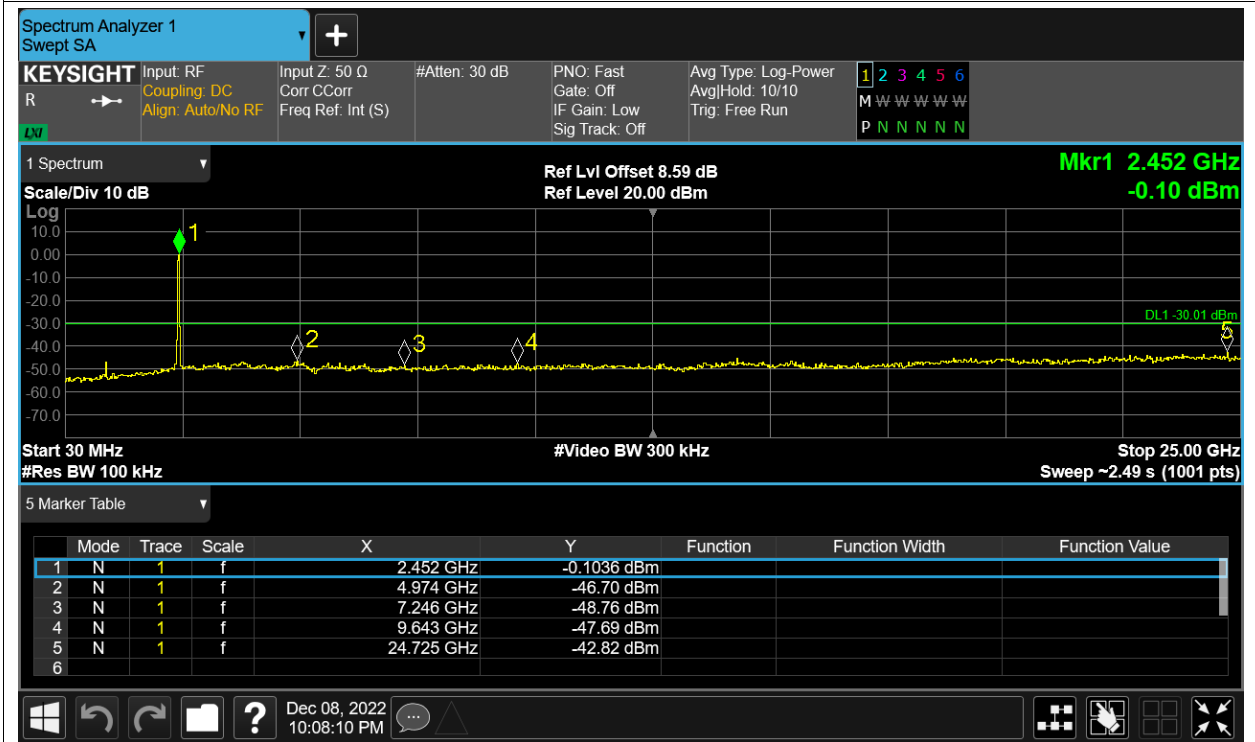 Spectrum Analyzer 1
Swept SA
KEYSIGHT
R
LXI
Input: RF
Coupling: DC
Align: Auto/No RF
Input Z: 50 Ω
Corr CCorr
Freq Ref: Int (S)
#Atten: 30 dB
PNO: Fast
Gate: Off
IF Gain: Low
Sig Track: Off
Avg Type: Log-Power
Avg|Hold: 10/10
Trig: Free Run
1 2 3 4 5 6
M W W W W W
P N N N N N
1 Spectrum
Scale/Div 10 dB
Ref Lvl Offset 8.59 dB
Ref Level 20.00 dBm
Mkr1 2.452 GHz
-0.10 dBm
Log
10.0
0.00
-10.0
-20.0
-30.0
-40.0
-50.0
-60.0
-70.0
1
2
3
4
5
DL1 -30.01 dBm
Start 30 MHz
#Video BW 300 kHz
Stop 25.00 GHz
#Res BW 100 kHz
Sweep ~2.49 s (1001 pts)
5 Marker Table
Mode Trace Scale X Y Function Function Width Function Value
1 N 1 f 2.452 GHz -0.1036 dBm
2 N 1 f 4.974 GHz -46.70 dBm
3 N 1 f 7.246 GHz -48.76 dBm
4 N 1 f 9.643 GHz -47.69 dBm
5 N 1 f 24.725 GHz -42.82 dBm
6
?
Dec 08, 2022
10:08:10 PM